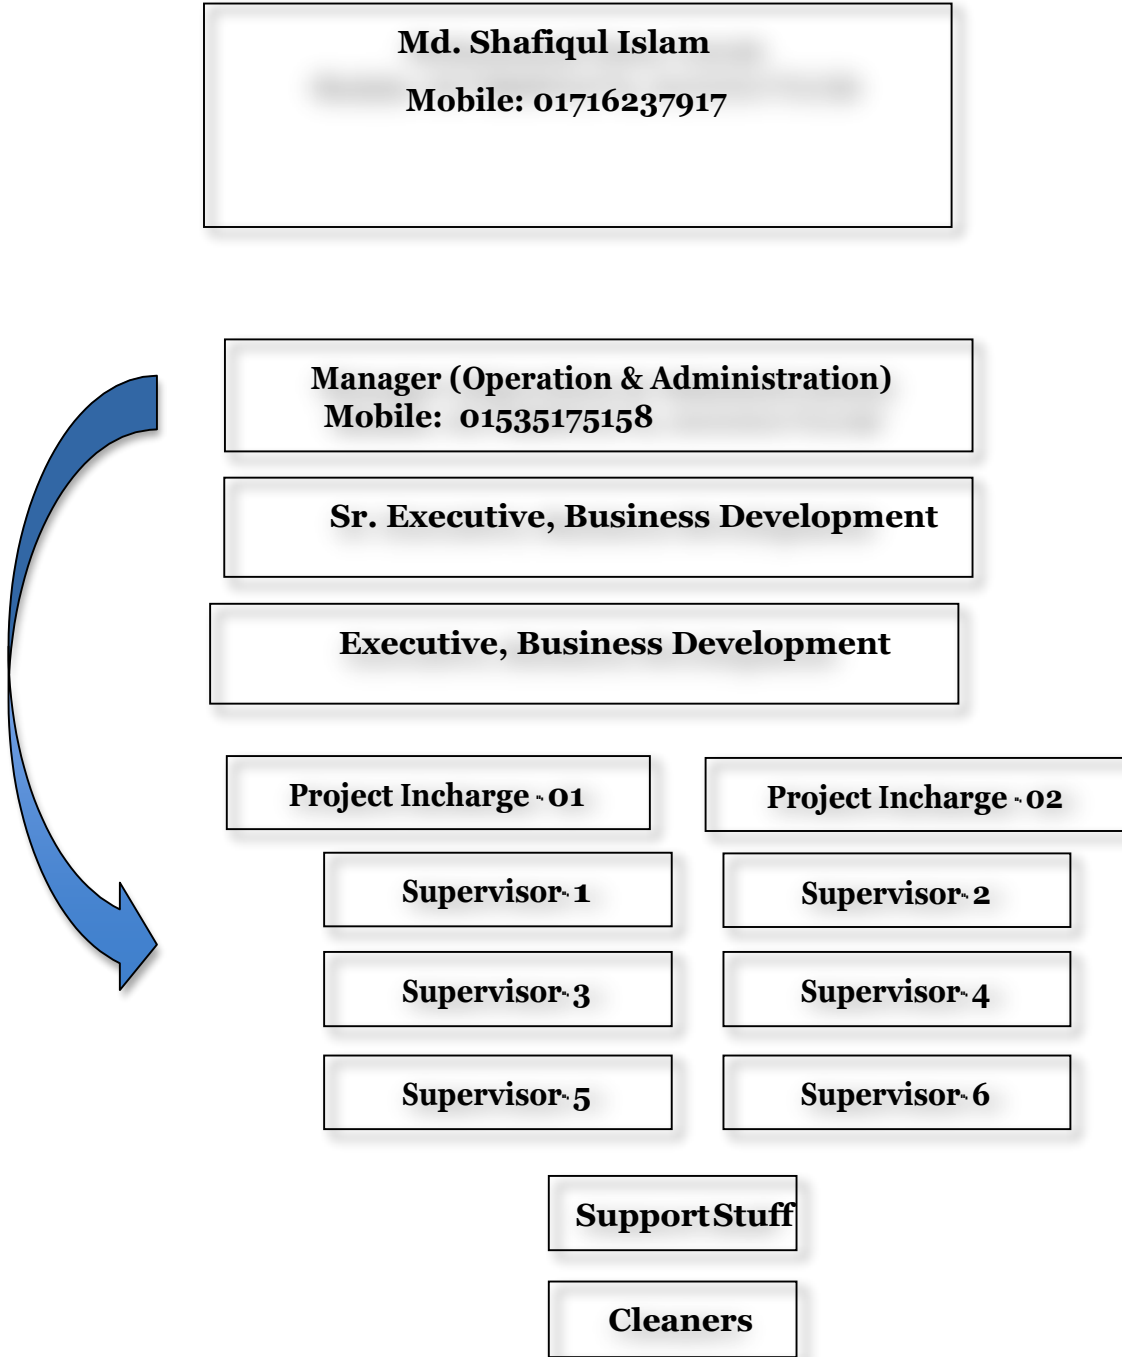 Md. Shafiqul Islam
Mobile: 01716237917
Manager (Operation & Administration)
Mobile: 01535175158
Sr. Executive, Business Development
Executive, Business Development
Project Incharge - 01
Project Incharge - 02
Supervisor- 1
Supervisor- 2
Supervisor- 3
Supervisor- 4
Supervisor- 5
Supervisor- 6
Support Stuff
Cleaners